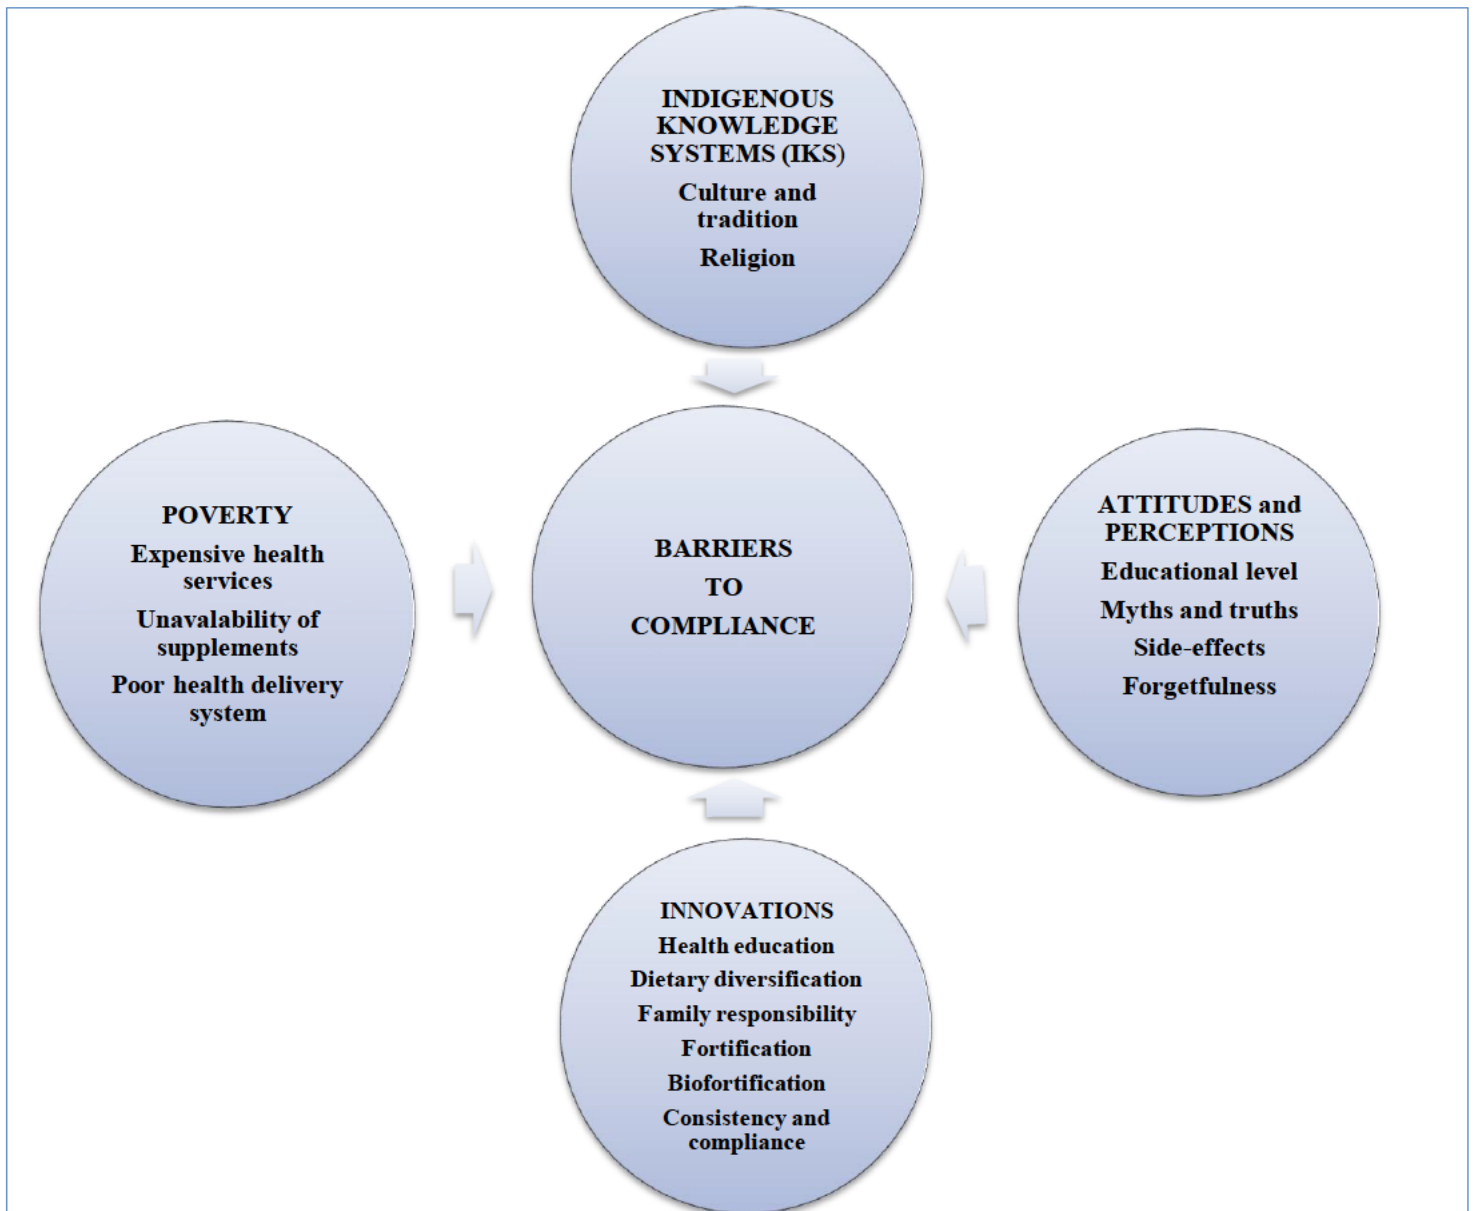 INDIGENOUS
KNOWLEDGE
SYSTEMS (IKS)
Culture and
tradition
Religion
POVERTY
Expensive health
services
Unavalability of
supplements
Poor health delivery
system
BARRIERS
TO
COMPLIANCE
ATTITUDES and
PERCEPTIONS
Educational level
Myths and truths
Side-effects
Forgetfulness
INNOVATIONS
Health education
Dietary diversification
Family responsibility
Fortification
Biofortification
Consistency and
compliance